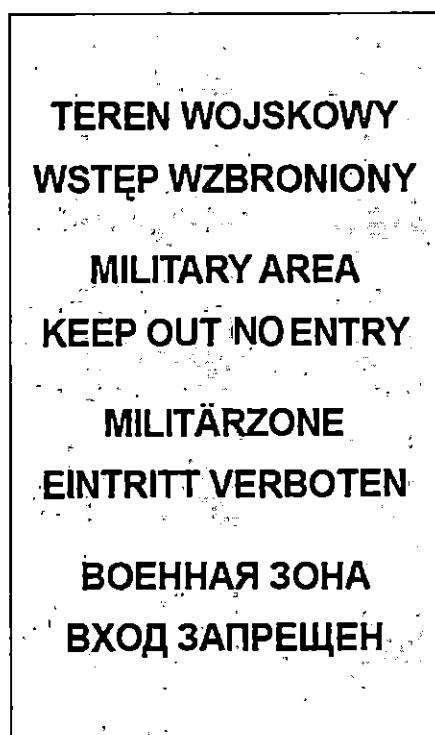 TEREN WOJSKOWY
WSTĘP WZBRONIONY
MILITARY AREA
KEEP OUT NO ENTRY
MILITÄRZONE
EINTRITT VERBOTEN
ВОЕННАЯ ЗОНА
ВХОД ЗАПРЕЩЕН